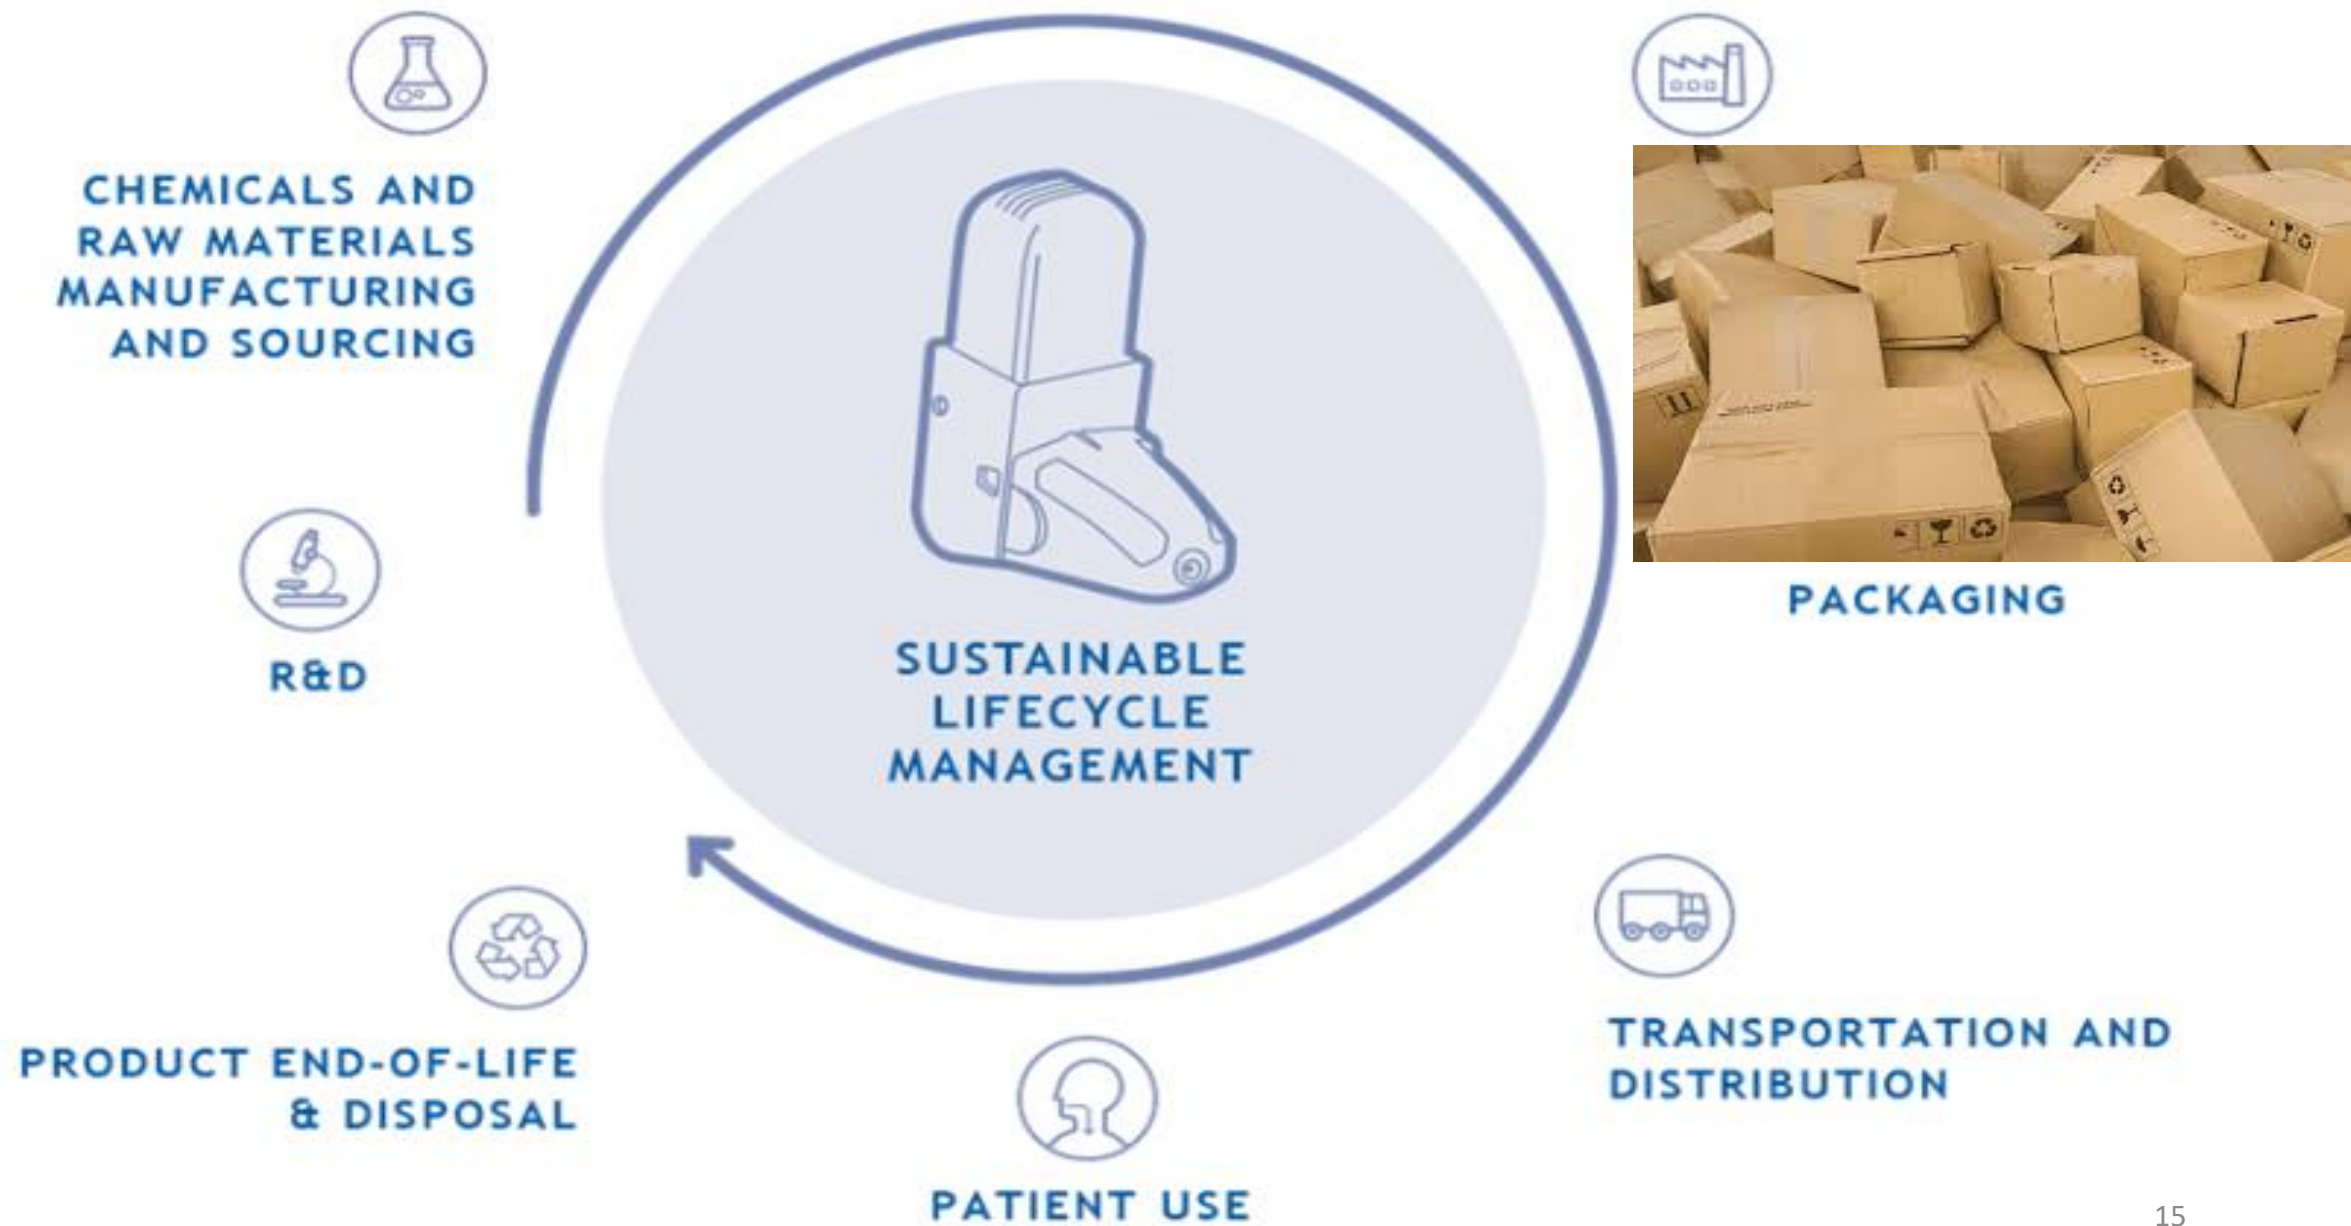 CHEMICALS AND
RAW MATERIALS
MANUFACTURING
AND SOURCING
R&D
SUSTAINABLE
LIFECYCLE
MANAGEMENT
PACKAGING
TRANSPORTATION AND
DISTRIBUTION
PRODUCT END-OF-LIFE
& DISPOSAL
PATIENT USE
15